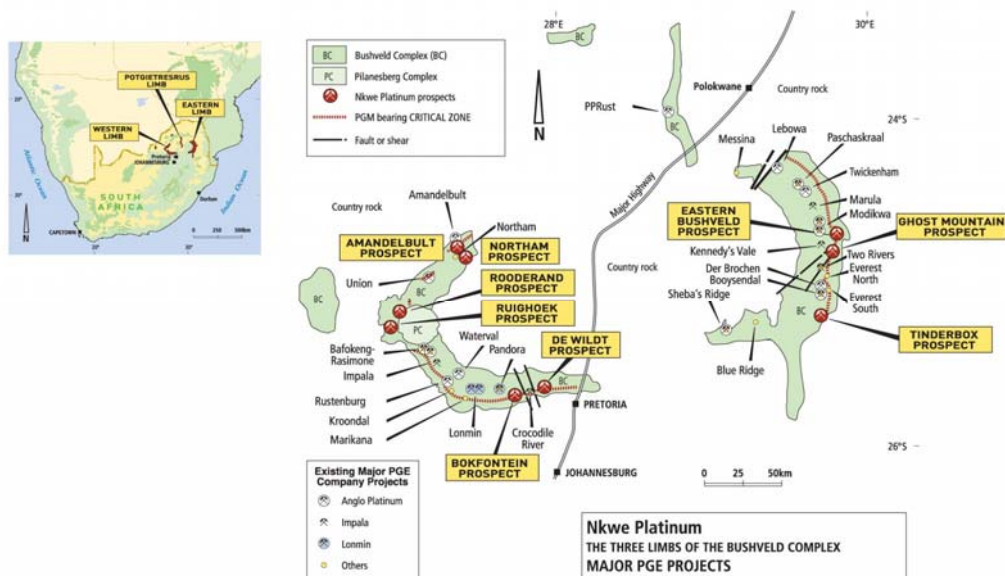 POTGIETRESRUS
LIMB
EASTERN
LIMB
WESTERN
LIMB
Pretoria
JOHANNESBURG
Atlantic Ocean
SOUTH
AFRICA
Durban
Indian Ocean
N
CAPETOWN
0 250 500km
28°E
30°E
BC Bushveld Complex (BC)
PC Pilanesberg Complex
Nkwe Platinum prospects
PGM bearing CRITICAL ZONE
Fault or shear
N
BC
PPRust
BC
Polokwane
Country rock
24°S
Major Highway
Messina
Lebowa
Paschaskraal
Twickenham
Marula
Modikwa
EASTERN
BUSHVELD
PROSPECT
GHOST MOUNTAIN
PROSPECT
Kennedy's Vale
Two Rivers
Der Brochen
Booysendal
Everest
North
Sheba's Ridge
Everest
South
BC
TINDERBOX
PROSPECT
Blue Ridge
26°S
Amandelbult
Country rock
Northam
AMANDELBULT
PROSPECT
NORTHAM
PROSPECT
Country rock
Union
BC
ROODERAND
PROSPECT
BC
RUIGHOEK
PROSPECT
PC
Bafokeng-
Rasimone
Waterval
DE WILDT
PROSPECT
Impala
Pandora
BC
Rustenburg
Kroondal
PRETORIA
Marikana
Lonmin
Crocodile
River
BOKFONTEIN
PROSPECT
JOHANNESBURG
0 25 50km
Existing Major PGE
Company Projects
Anglo Platinum
Impala
Lonmin
Others
Nkwe Platinum
THE THREE LIMBS OF THE BUSHVELD COMPLEX
MAJOR PGE PROJECTS